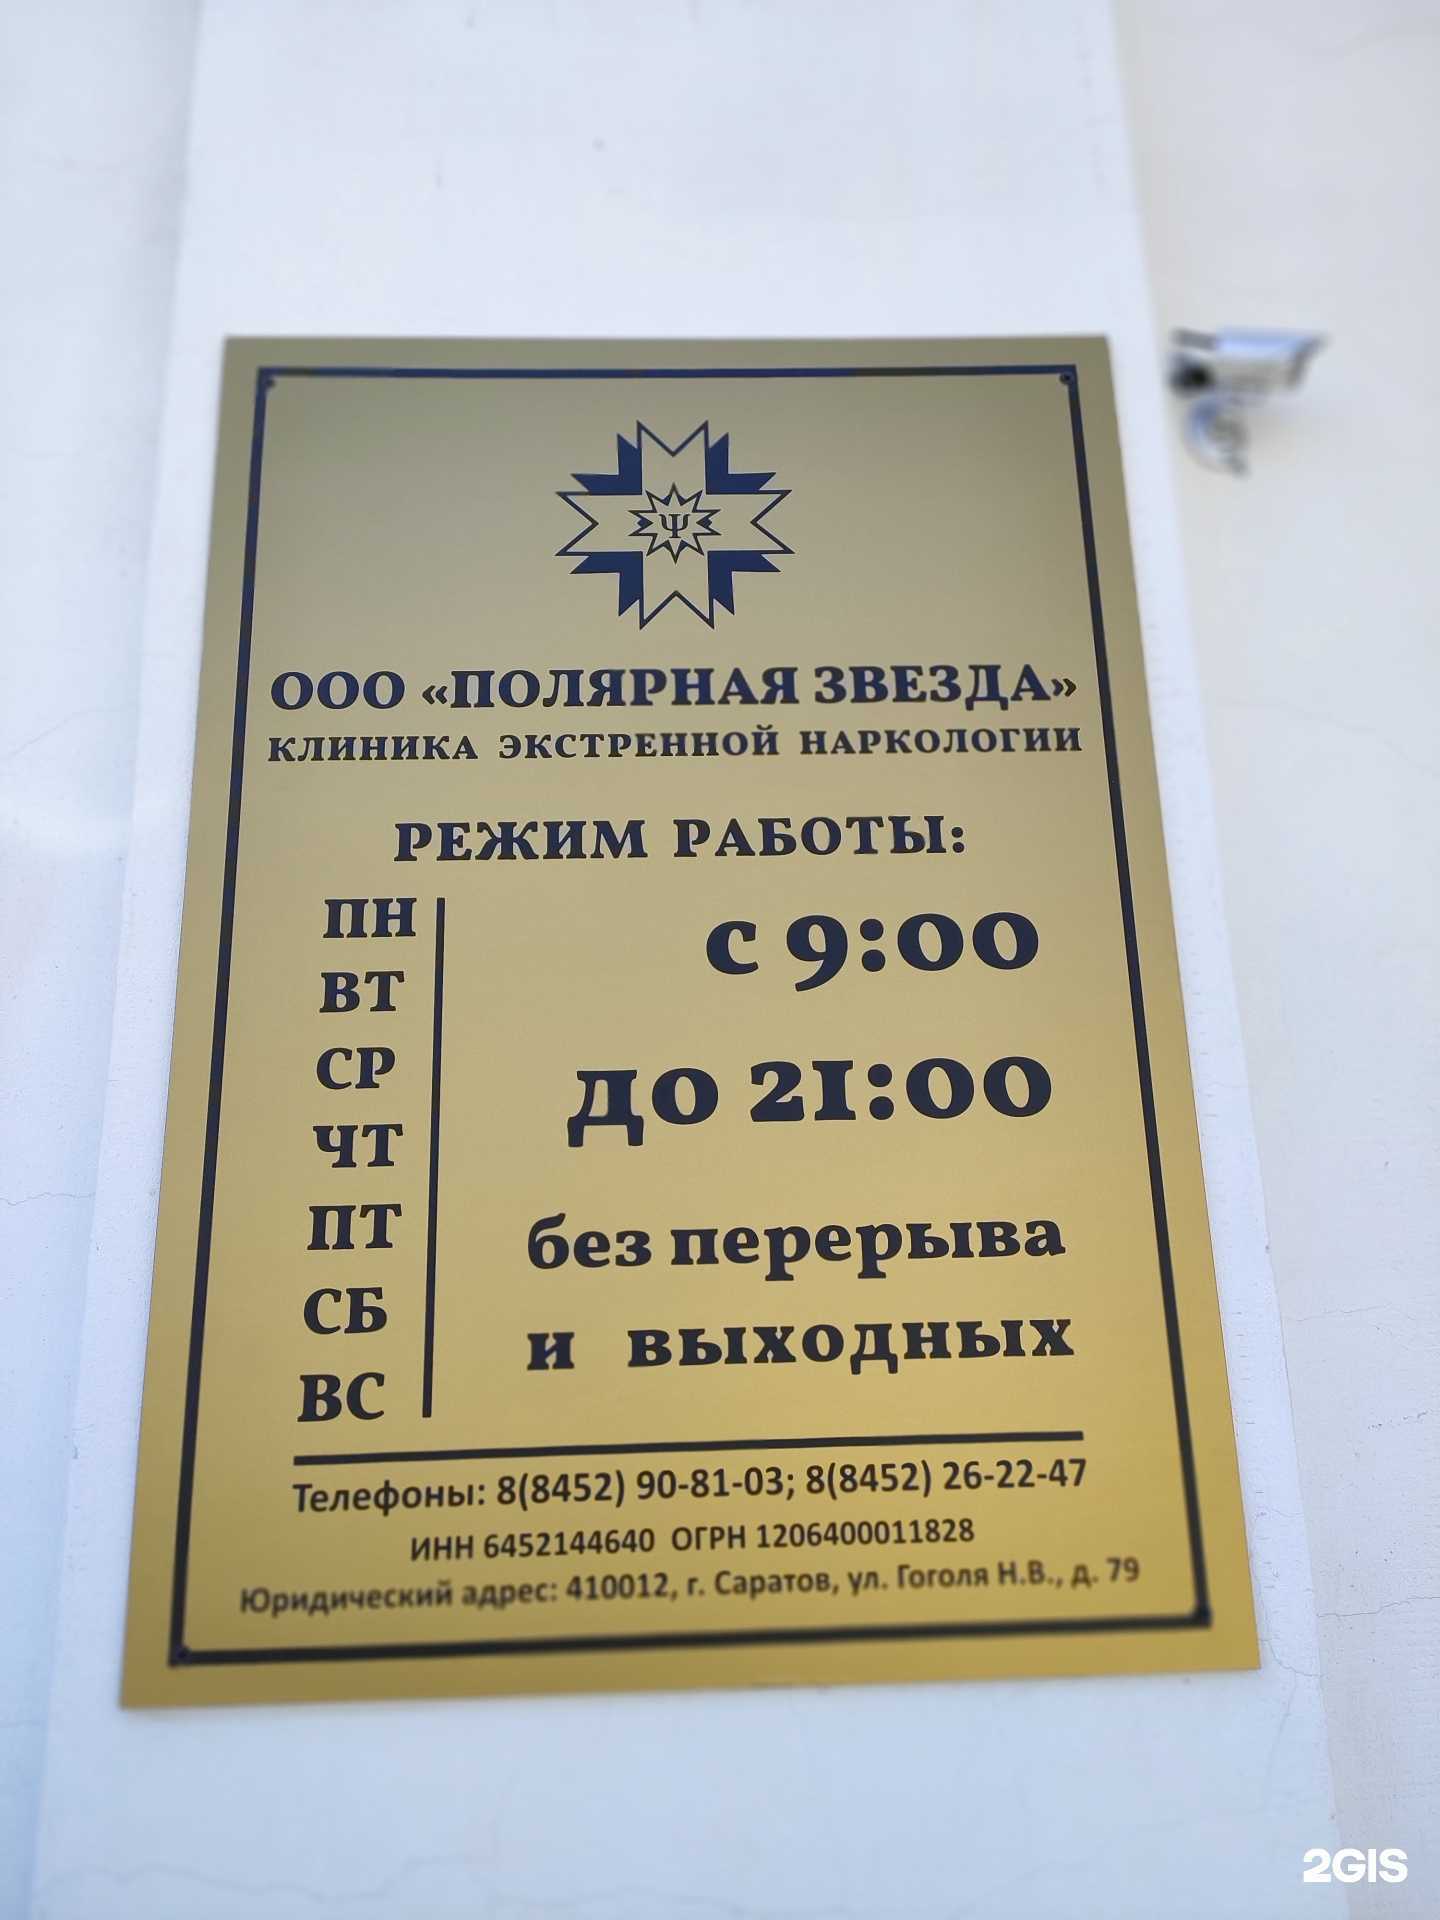 Ψ
ООО «ПОЛЯРНАЯ ЗВЕЗДА»
КЛИНИКА ЭКСТРЕННОЙ НАРКОЛОГИИ
РЕЖИМ РАБОТЫ:
ПН
ВТ
СР
ЧТ
ПТ
СБ
ВС
с 9:00
до 21:00
без перерыва
и выходных
Телефоны: 8(8452) 90-81-03; 8(8452) 26-22-47
ИНН 6452144640 ОГРН 1206400011828
Юридический адрес: 410012, г. Саратов, ул. Гоголя Н.В., д. 79
2GIS